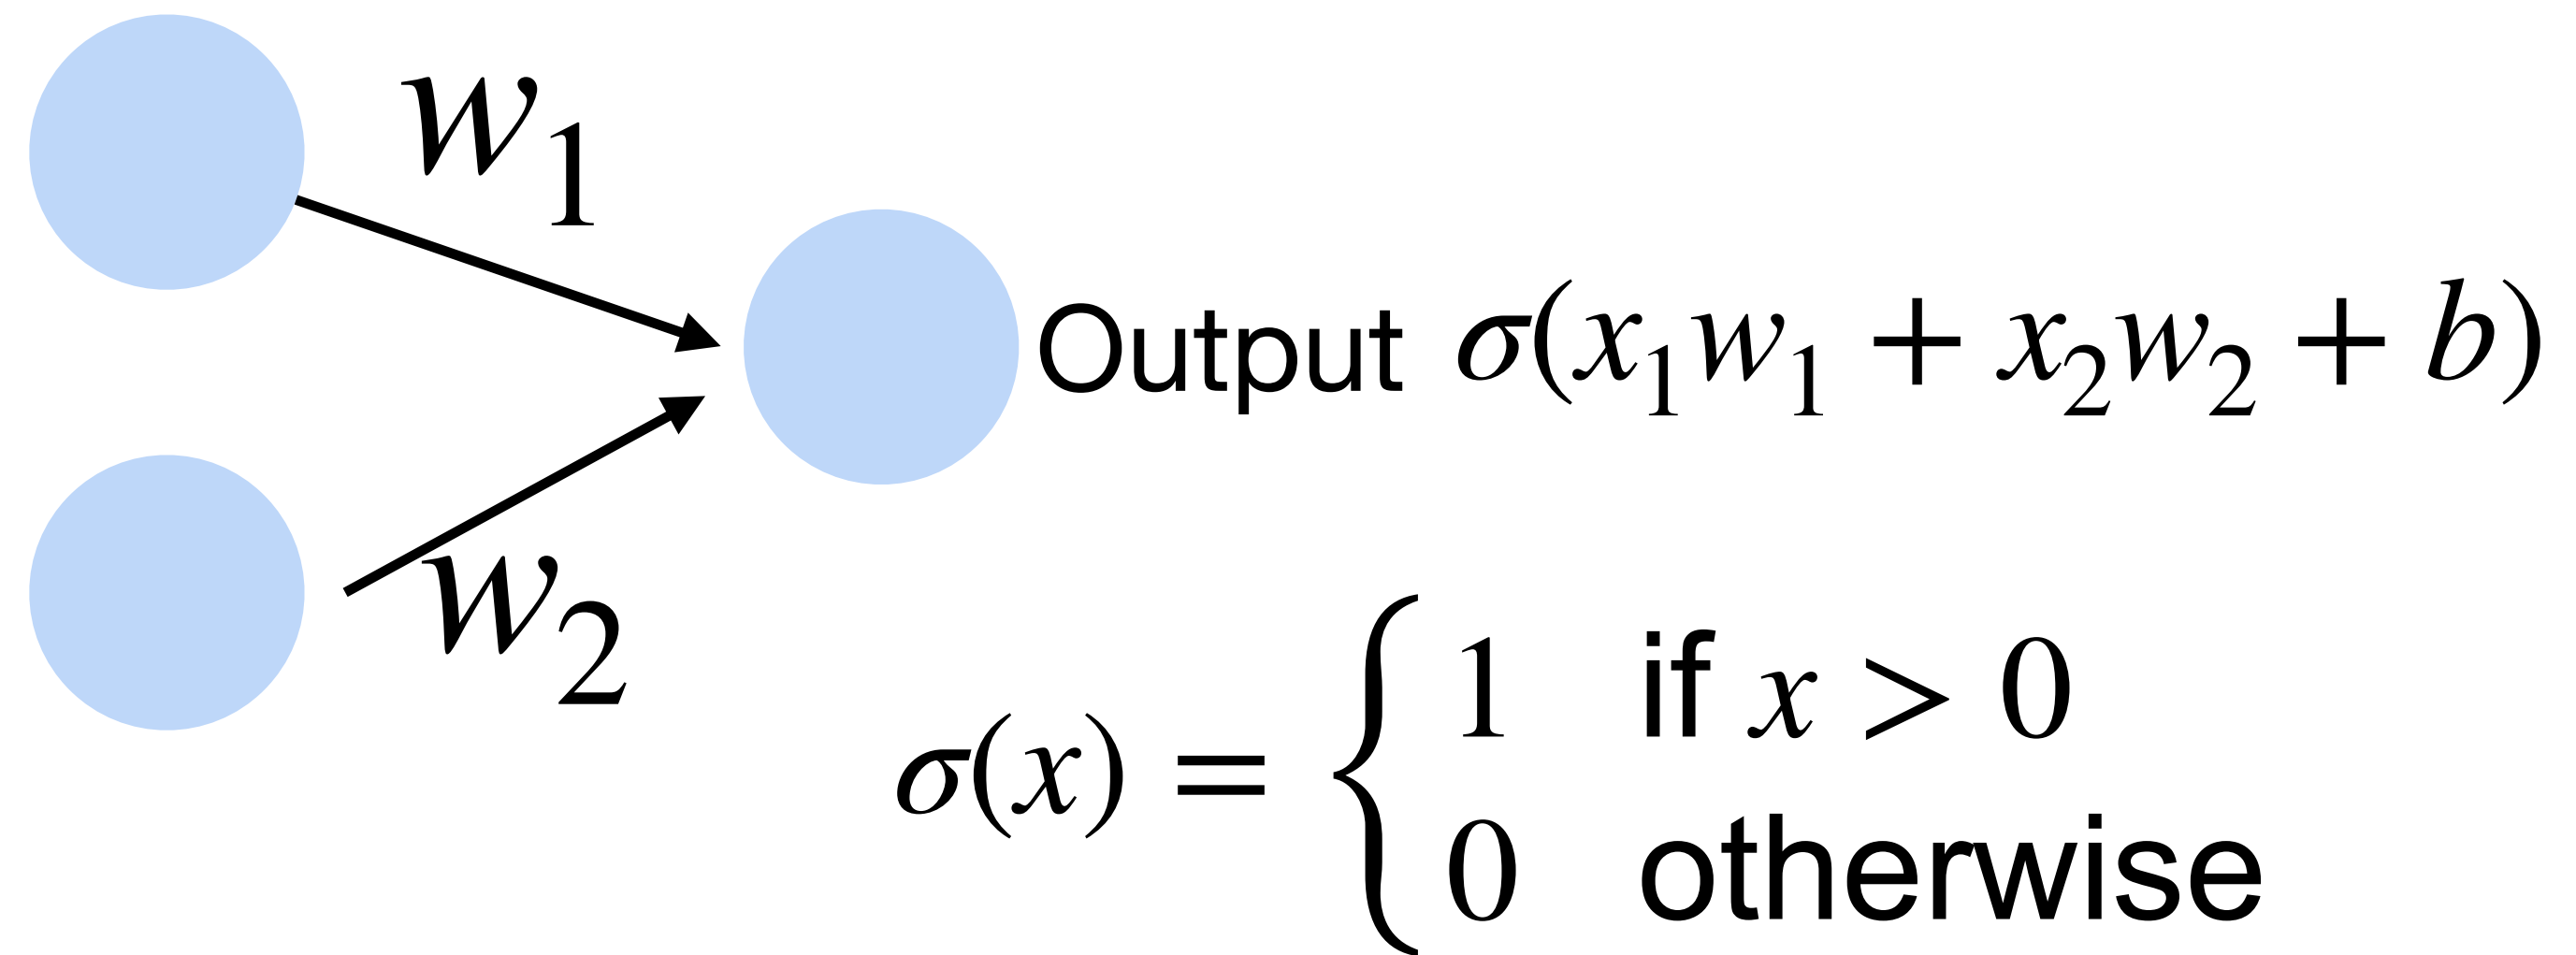 w₁
Output σ(x₁w₁ + x₂w₂ + b)
w₂
σ(x) = { 1 if x > 0
0 otherwise